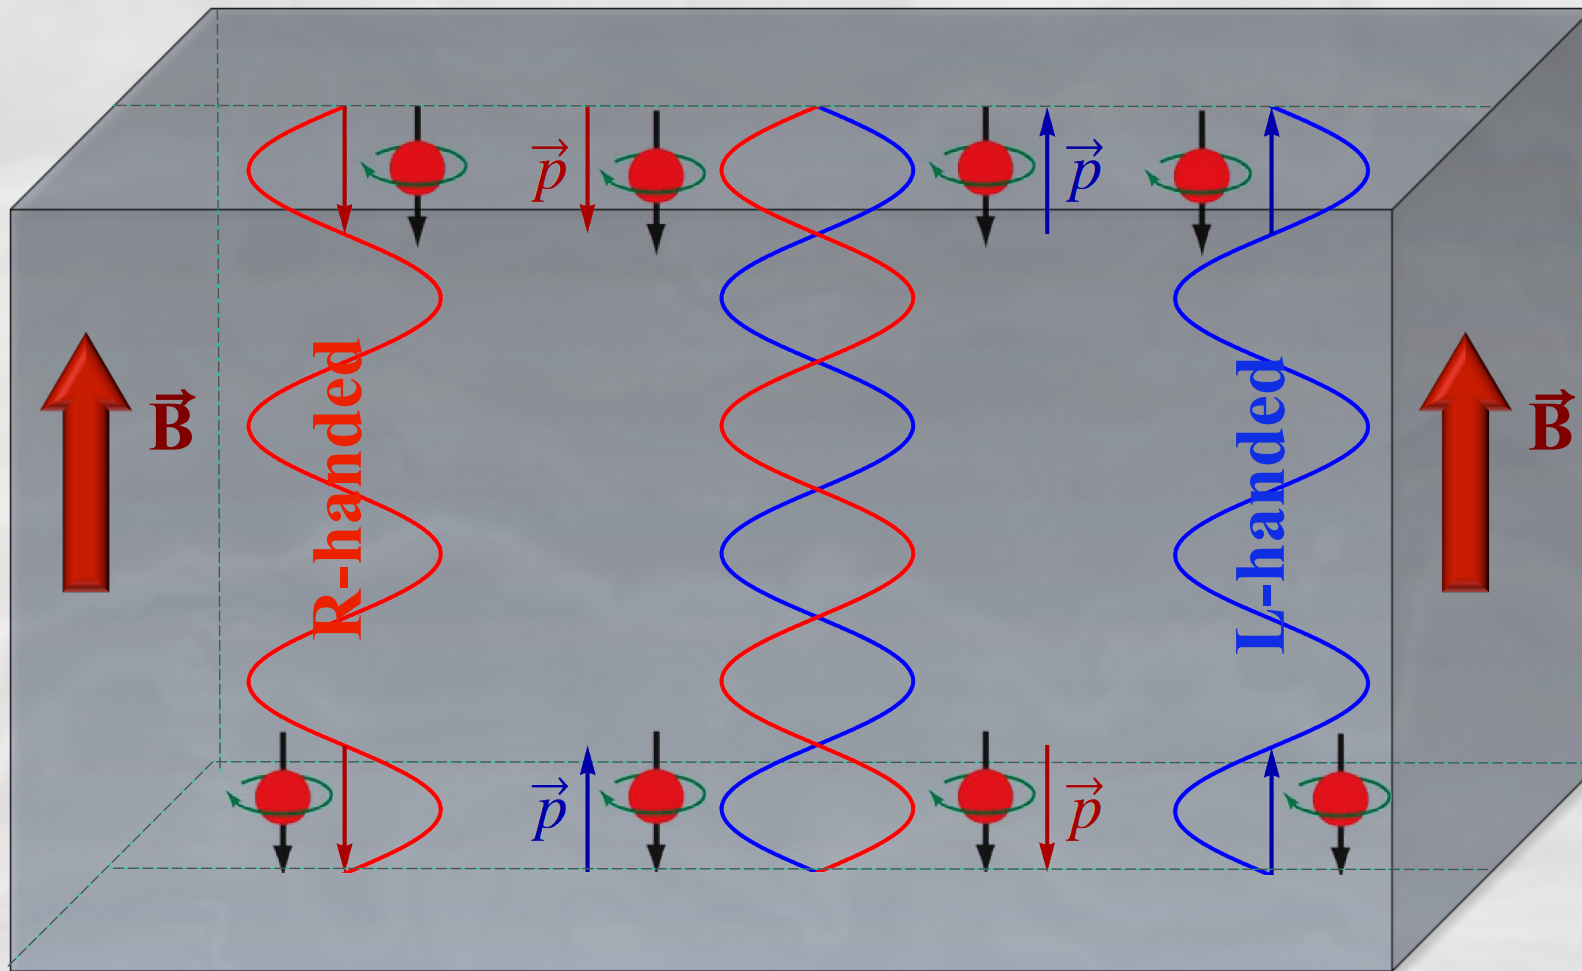 p⃗
p⃗
B⃗
R-handed
L-handed
B⃗
p⃗
p⃗